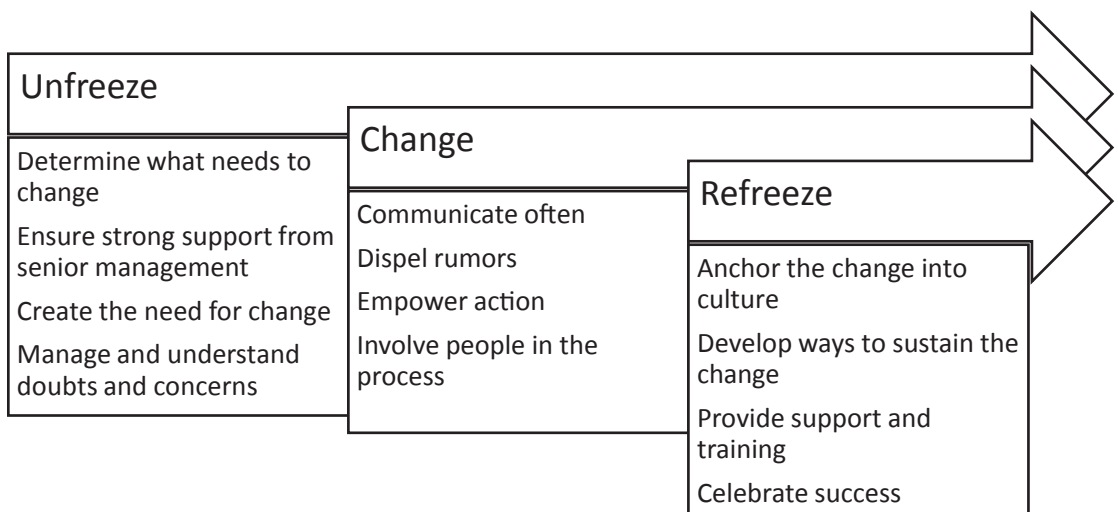 Unfreeze
Determine what needs to
change
Ensure strong support from
senior management
Create the need for change
Manage and understand
doubts and concerns
Change
Communicate often
Dispel rumors
Empower action
Involve people in the
process
Refreeze
Anchor the change into
culture
Develop ways to sustain the
change
Provide support and
training
Celebrate success